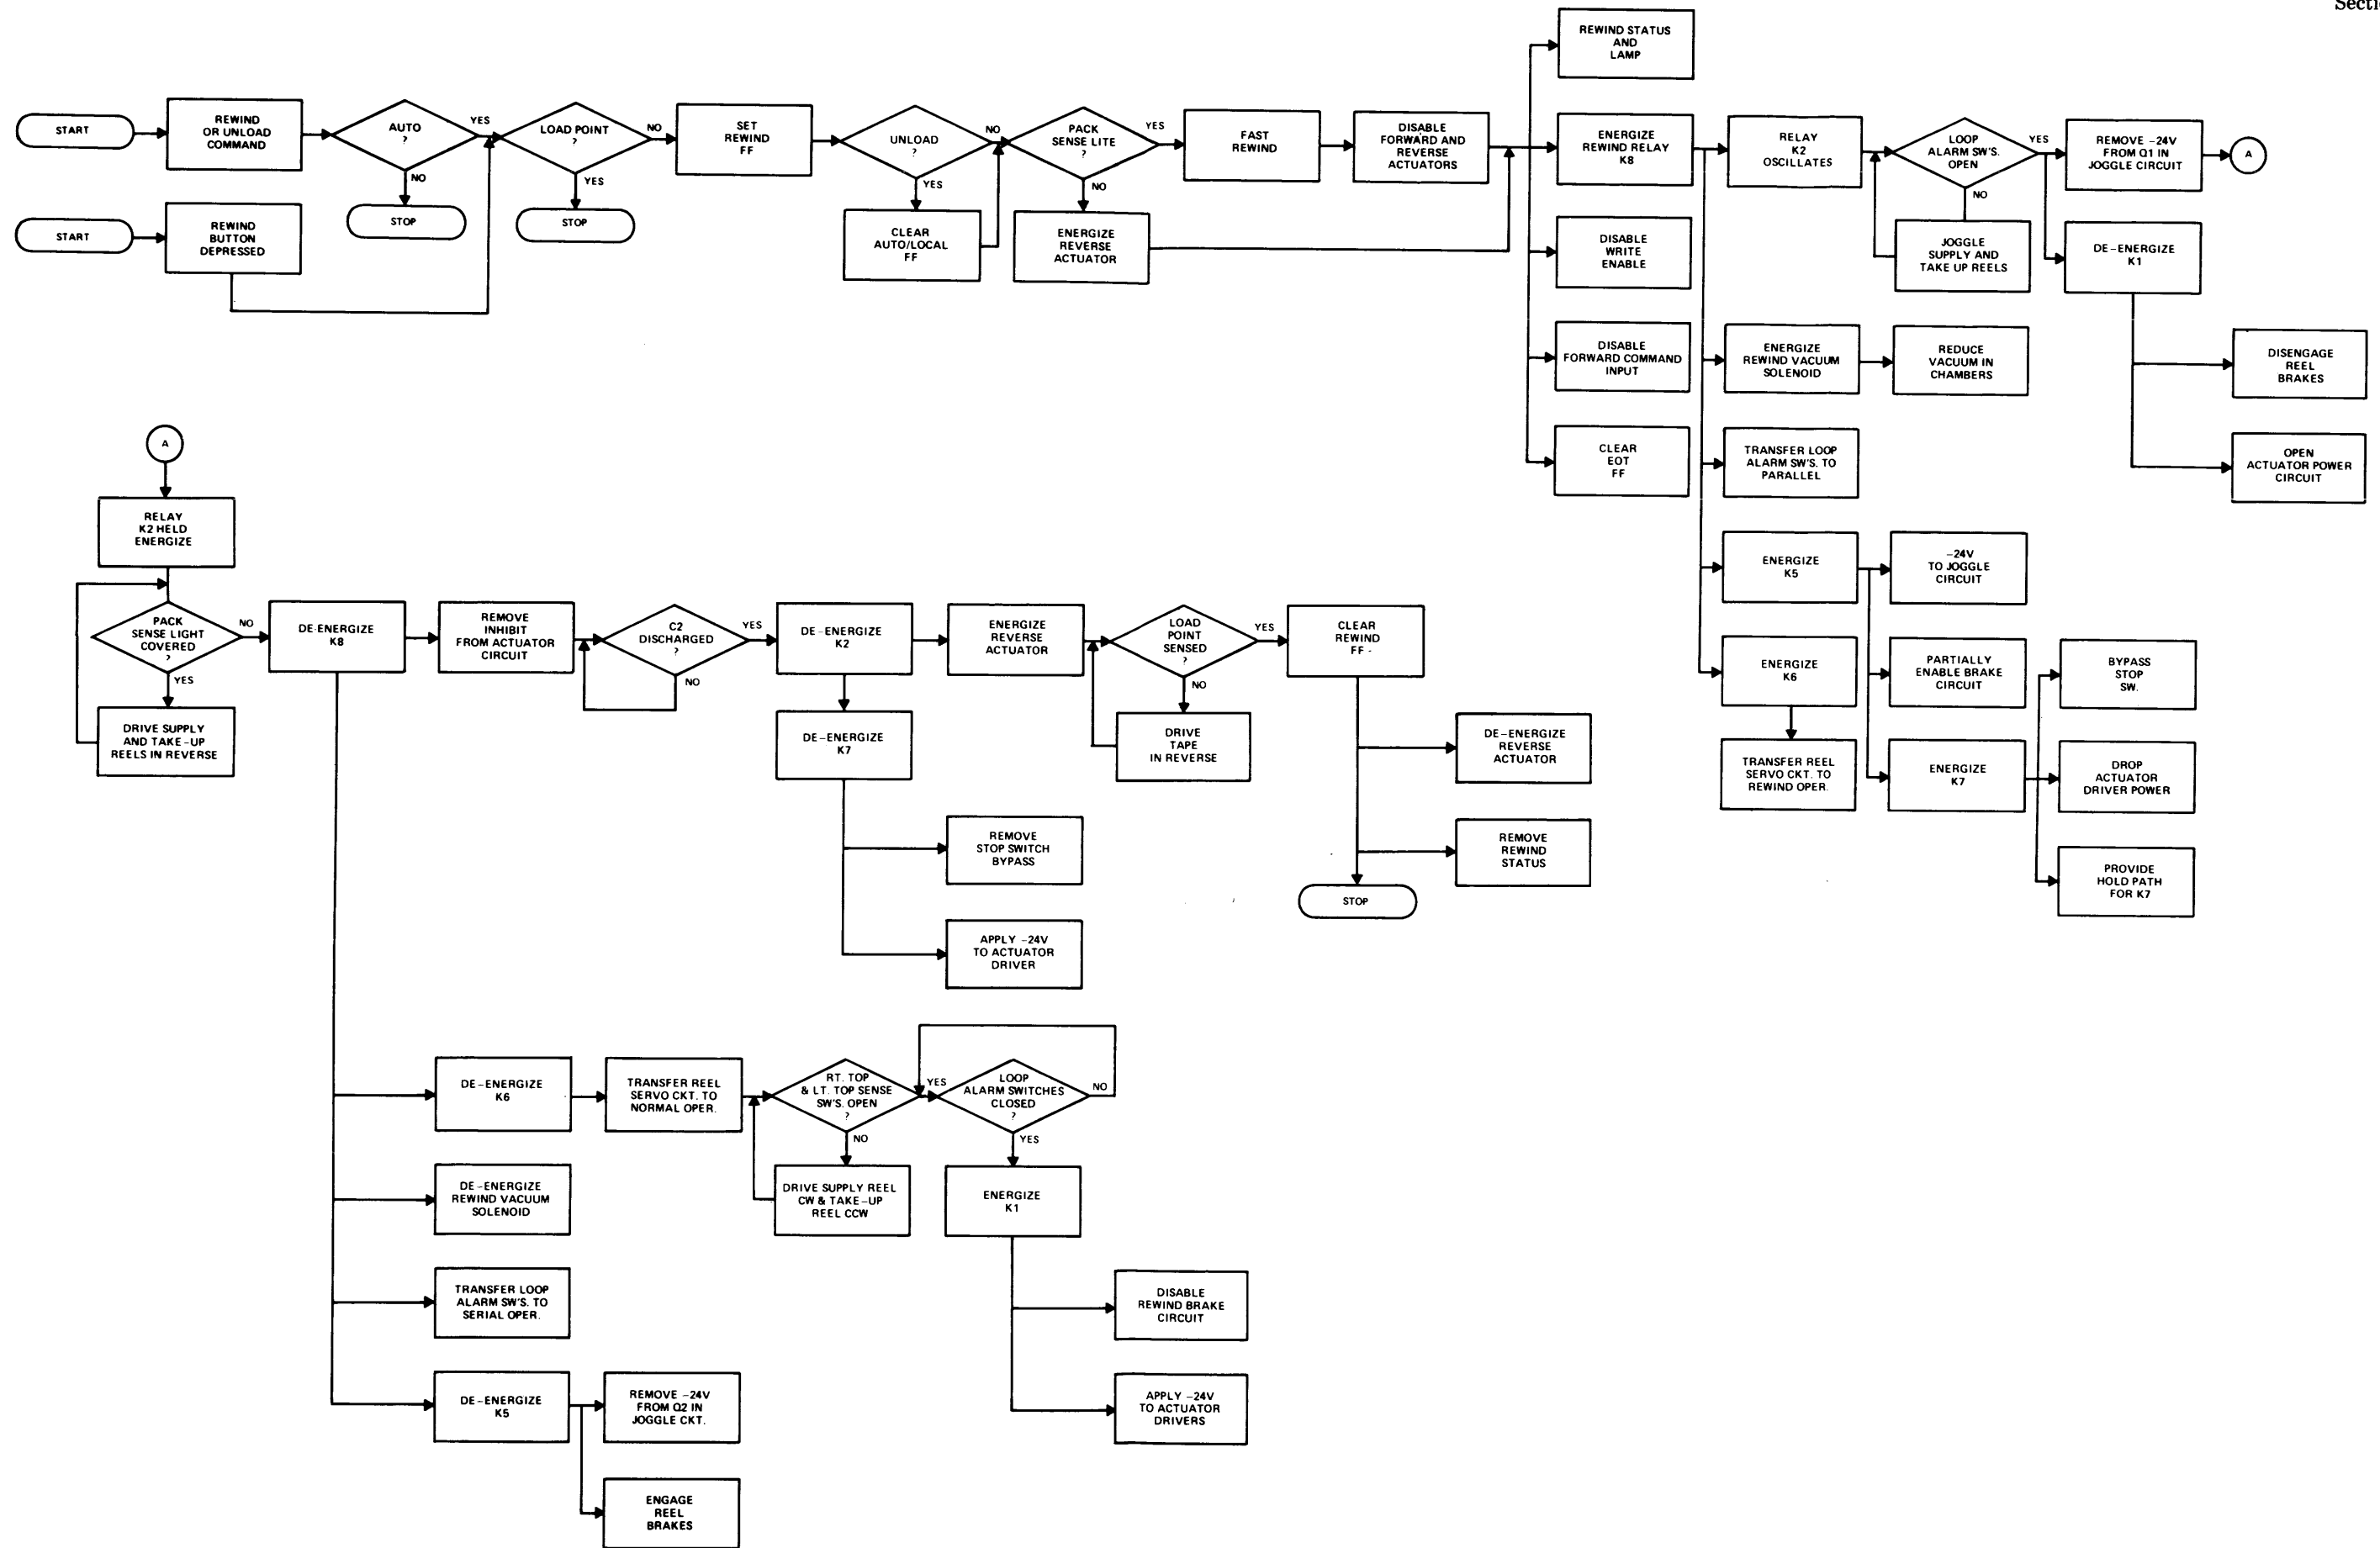 Secti
START
REWIND
OR UNLOAD
COMMAND
AUTO
?
YES
NO
STOP
LOAD POINT
?
NO
YES
STOP
SET
REWIND
FF
UNLOAD
?
NO
YES
CLEAR
AUTO/LOCAL
FF
PACK
SENSE LITE
?
YES
NO
ENERGIZE
REVERSE
ACTUATOR
FAST
REWIND
DISABLE
FORWARD AND
REVERSE
ACTUATORS
START
REWIND
BUTTON
DEPRESSED
REWIND STATUS
AND
LAMP
ENERGIZE
REWIND RELAY
K8
DISABLE
WRITE
ENABLE
DISABLE
FORWARD COMMAND
INPUT
CLEAR
EOT
FF
RELAY
K2
OSCILLATES
LOOP
ALARM SW'S.
OPEN
YES
NO
JOGGLE
SUPPLY AND
TAKE UP REELS
REMOVE -24V
FROM Q1 IN
JOGGLE CIRCUIT
A
DE-ENERGIZE
K1
DISENGAGE
REEL
BRAKES
OPEN
ACTUATOR POWER
CIRCUIT
ENERGIZE
REWIND VACUUM
SOLENOID
REDUCE
VACUUM IN
CHAMBERS
TRANSFER LOOP
ALARM SW'S. TO
PARALLEL
ENERGIZE
K5
-24V
TO JOGGLE
CIRCUIT
PARTIALLY
ENABLE BRAKE
CIRCUIT
ENERGIZE
K7
BYPASS
STOP
SW.
DROP
ACTUATOR
DRIVER POWER
PROVIDE
HOLD PATH
FOR K7
ENERGIZE
K6
TRANSFER REEL
SERVO CKT. TO
REWIND OPER.
A
RELAY
K2 HELD
ENERGIZE
PACK
SENSE LIGHT
COVERED
?
NO
YES
DRIVE SUPPLY
AND TAKE-UP
REELS IN REVERSE
DE-ENERGIZE
K8
REMOVE
INHIBIT
FROM ACTUATOR
CIRCUIT
C2
DISCHARGED
?
YES
NO
DE-ENERGIZE
K2
DE-ENERGIZE
K7
REMOVE
STOP SWITCH
BYPASS
APPLY -24V
TO ACTUATOR
DRIVER
ENERGIZE
REVERSE
ACTUATOR
LOAD
POINT
SENSED
?
YES
NO
DRIVE
TAPE
IN REVERSE
CLEAR
REWIND
FF -
DE-ENERGIZE
REVERSE
ACTUATOR
REMOVE
REWIND
STATUS
STOP
DE-ENERGIZE
K6
TRANSFER REEL
SERVO CKT. TO
NORMAL OPER.
RT. TOP
& LT. TOP SENSE
SW'S. OPEN
?
YES
NO
DRIVE SUPPLY REEL
CW & TAKE-UP
REEL CCW
LOOP
ALARM SWITCHES
CLOSED
?
NO
YES
ENERGIZE
K1
DISABLE
REWIND BRAKE
CIRCUIT
APPLY -24V
TO ACTUATOR
DRIVERS
DE-ENERGIZE
REWIND VACUUM
SOLENOID
TRANSFER LOOP
ALARM SW'S. TO
SERIAL OPER.
DE-ENERGIZE
K5
REMOVE -24V
FROM Q2 IN
JOGGLE CKT.
ENGAGE
REEL
BRAKES